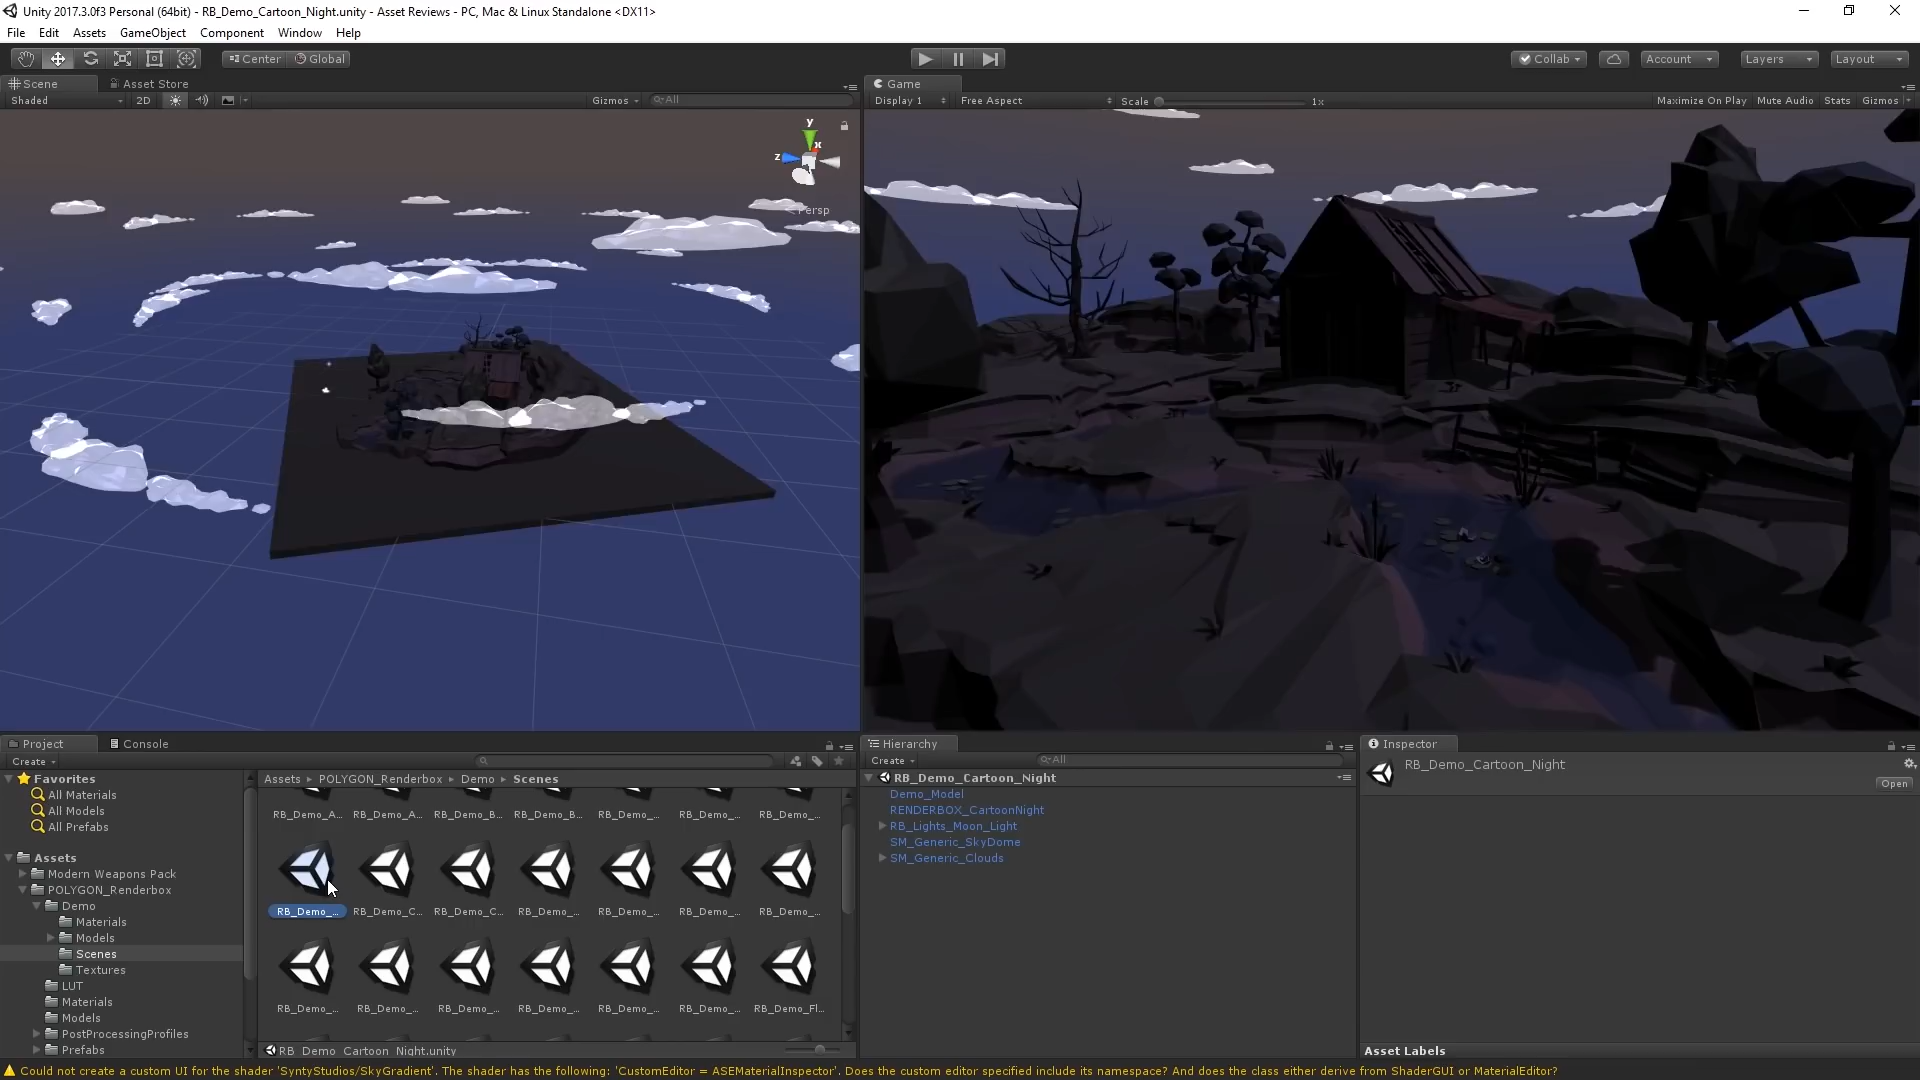 Unity 2017.3.0f3 Personal (64bit) - RB_Demo_Cartoon_Night.unity - Asset Reviews - PC, Mac & Linux Standalone <DX11>
File Edit Assets GameObject Component Window Help
Center Global Collab Account Layers Layout
Scene Asset Store Game
Shaded 2D Gizmos All Display 1 Free Aspect Scale 1x Maximize On Play Mute Audio Stats Gizmos
y
x
z
Persp
Project Console Hierarchy Inspector
Create Create All
RB_Demo_Cartoon_Night
Open
Favorites
All Materials
All Models
All Prefabs
Assets
Modern Weapons Pack
POLYGON_Renderbox
Demo
Materials
Models
Scenes
Textures
LUT
Materials
Models
PostProcessingProfiles
Prefabs
Assets POLYGON_Renderbox Demo Scenes
RB_Demo_A... RB_Demo_A... RB_Demo_B... RB_Demo_B... RB_Demo_... RB_Demo_... RB_Demo_...
RB_Demo_... RB_Demo_C... RB_Demo_C... RB_Demo_... RB_Demo_... RB_Demo_... RB_Demo_...
RB_Demo_... RB_Demo_... RB_Demo_... RB_Demo_... RB_Demo_... RB_Demo_... RB_Demo_Fl...
RB_Demo_Cartoon_Night.unity
RB_Demo_Cartoon_Night
Demo_Model
RENDERBOX_CartoonNight
RB_Lights_Moon_Light
SM_Generic_SkyDome
SM_Generic_Clouds
Asset Labels
Could not create a custom UI for the shader 'SyntyStudios/SkyGradient'. The shader has the following: 'CustomEditor = ASEMaterialInspector'. Does the custom editor specified include its namespace? And does the class either derive from ShaderGUI or MaterialEditor?